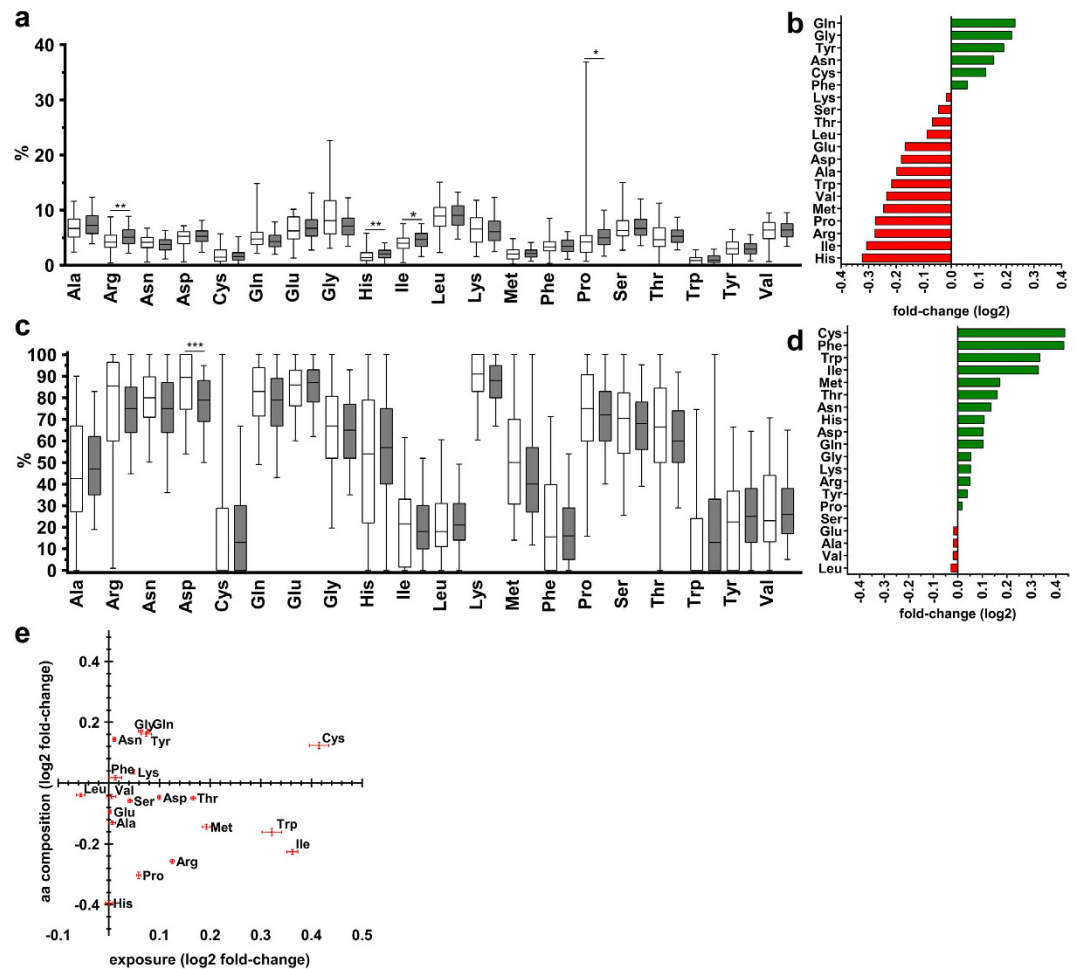 a
40
30
20
10
0
%
** ** * *
Ala Arg Asn Asp Cys Gln Glu Gly His Ile Leu Lys Met Phe Pro Ser Thr Trp Tyr Val
b
Gln
Gly
Tyr
Asn
Cys
Phe
Lys
Ser
Thr
Leu
Glu
Asp
Ala
Trp
Val
Met
Pro
Arg
Ile
His
-0.4 -0.3 -0.2 -0.1 0.0 0.1 0.2 0.3 0.4
fold-change (log2)
c
100
90
80
70
60
50
40
30
20
10
0
%
***
Ala Arg Asn Asp Cys Gln Glu Gly His Ile Leu Lys Met Phe Pro Ser Thr Trp Tyr Val
d
Cys
Phe
Trp
Ile
Met
Thr
Asn
His
Asp
Gln
Gly
Lys
Arg
Tyr
Pro
Ser
Glu
Ala
Val
Leu
-0.4 -0.3 -0.2 -0.1 0.0 0.1 0.2 0.3 0.4
fold-change (log2)
e
aa composition (log2 fold-change)
0.4
0.2
-0.2
-0.4
Gly Gln
Asn Tyr Cys
Phe Lys
Leu Val
Ser Asp Thr
Glu
Ala Met Trp
Ile
Arg
Pro
His
-0.1 0.1 0.2 0.3 0.4 0.5
exposure (log2 fold-change)